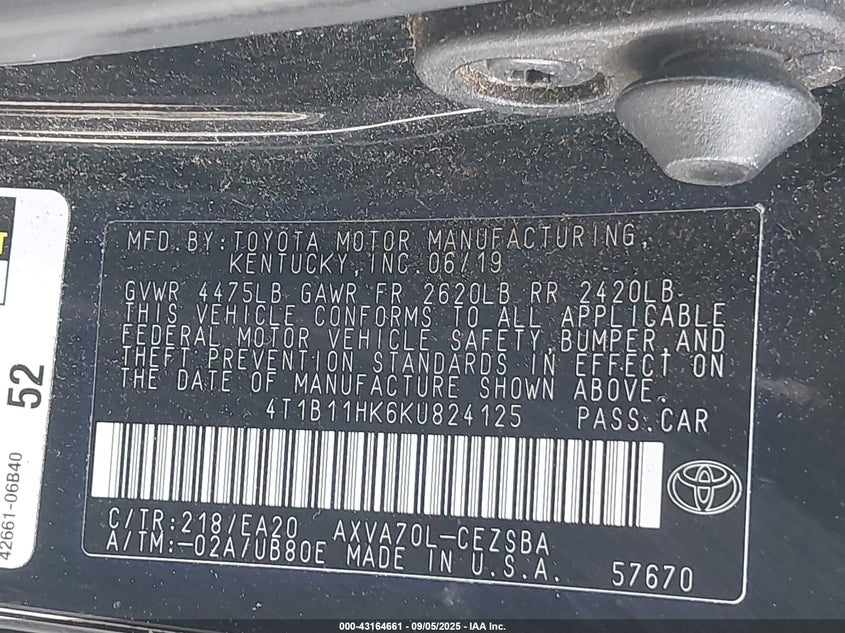 MFD.BY:TOYOTA MOTOR MANUFACTURING,
KENTUCKY,INC.06/19
GVWR 4475LB GAWR FR 2620LB RR 2420LB
THIS VEHICLE CONFORMS TO ALL APPLICABLE
FEDERAL MOTOR VEHICLE SAFETY,BUMPER,AND
THEFT PREVENTION STANDARDS IN EFFECT ON
THE DATE OF MANUFACTURE SHOWN ABOVE.
4T1B11HK6KU824125 PASS.CAR
C/TR:218/EA20 AXVA70L-CEZSBA
A/TM:-02A/UB80E MADE IN U.S.A. 57670
52
42661-06B40
000-43164661 - 09/05/2025 - IAA Inc.